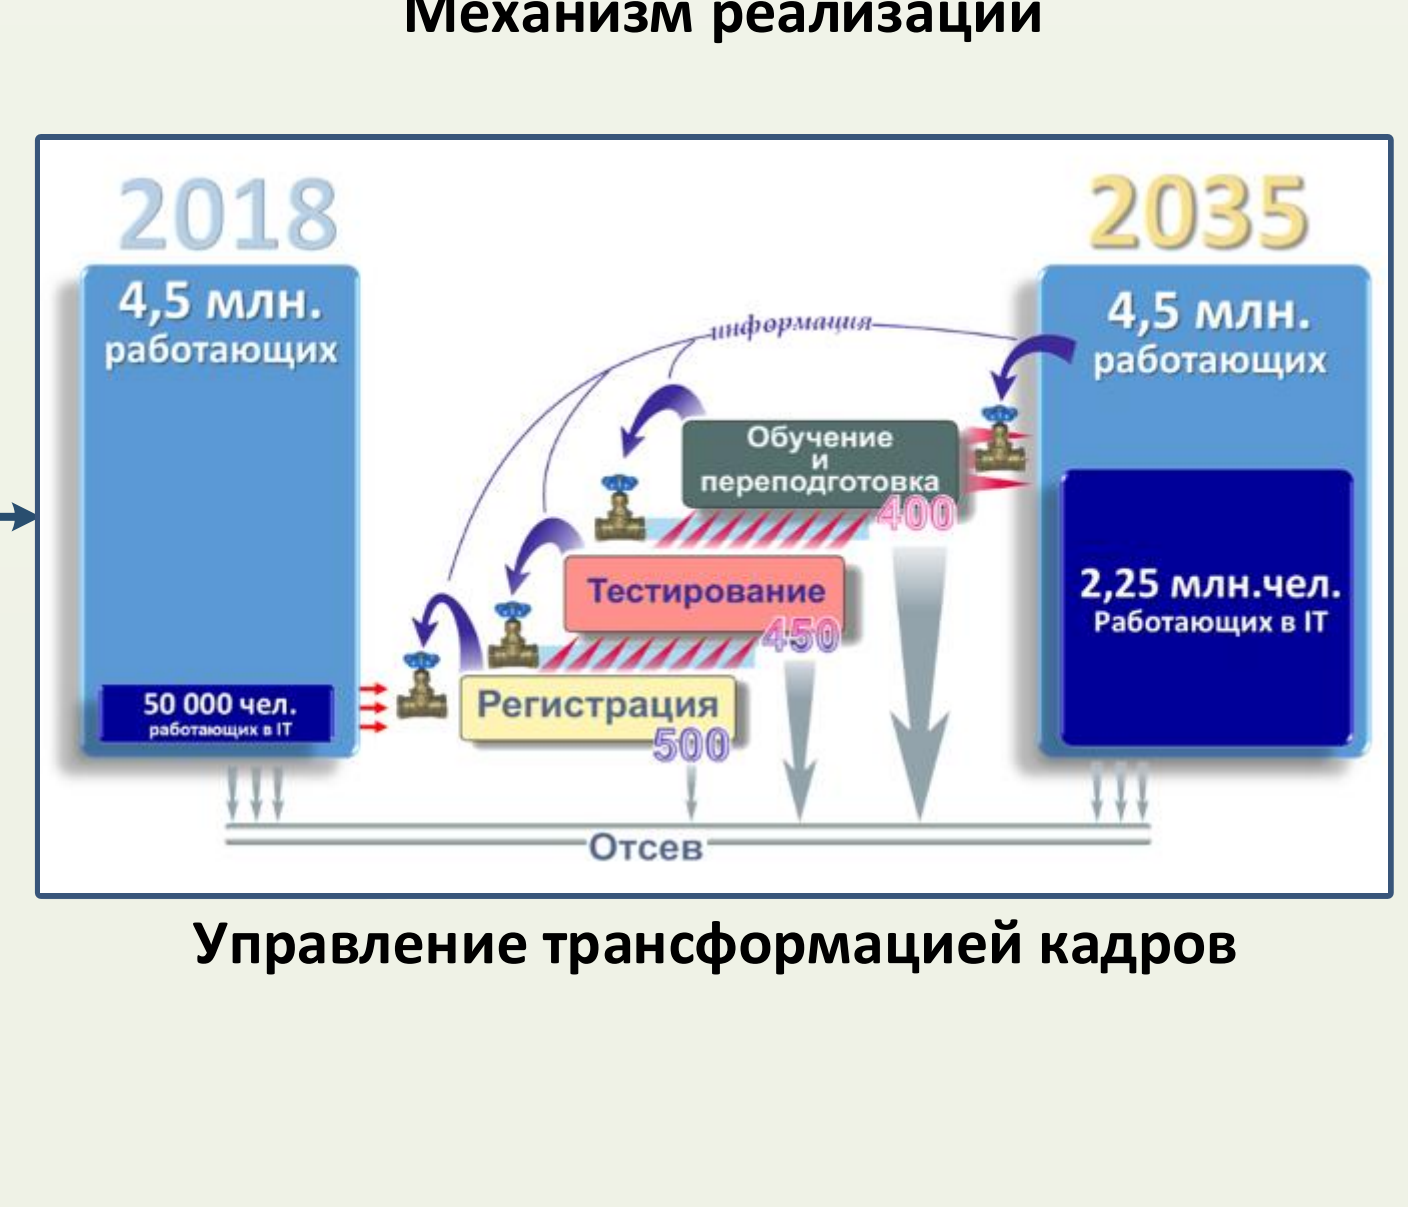 Механизм реализации
2018
2035
4,5 млн.
работающих
50 000 чел.
работающих в IT
информация
Обучение
и
переподготовка
400
Тестирование
450
Регистрация
500
4,5 млн.
работающих
2,25 млн.чел.
Работающих в IT
Отсев
Управление трансформацией кадров